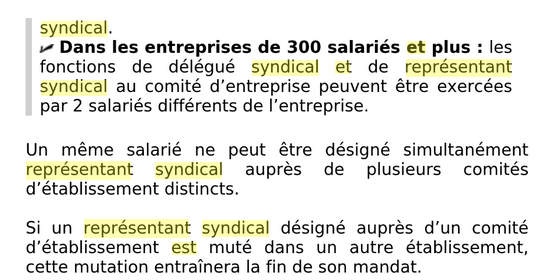 syndical.
✔ Dans les entreprises de 300 salariés et plus : les
fonctions de délégué syndical et de représentant
syndical au comité d’entreprise peuvent être exercées
par 2 salariés différents de l’entreprise.
Un même salarié ne peut être désigné simultanément
représentant syndical auprès de plusieurs comités
d’établissement distincts.
Si un représentant syndical désigné auprès d’un comité
d’établissement est muté dans un autre établissement,
cette mutation entraînera la fin de son mandat.